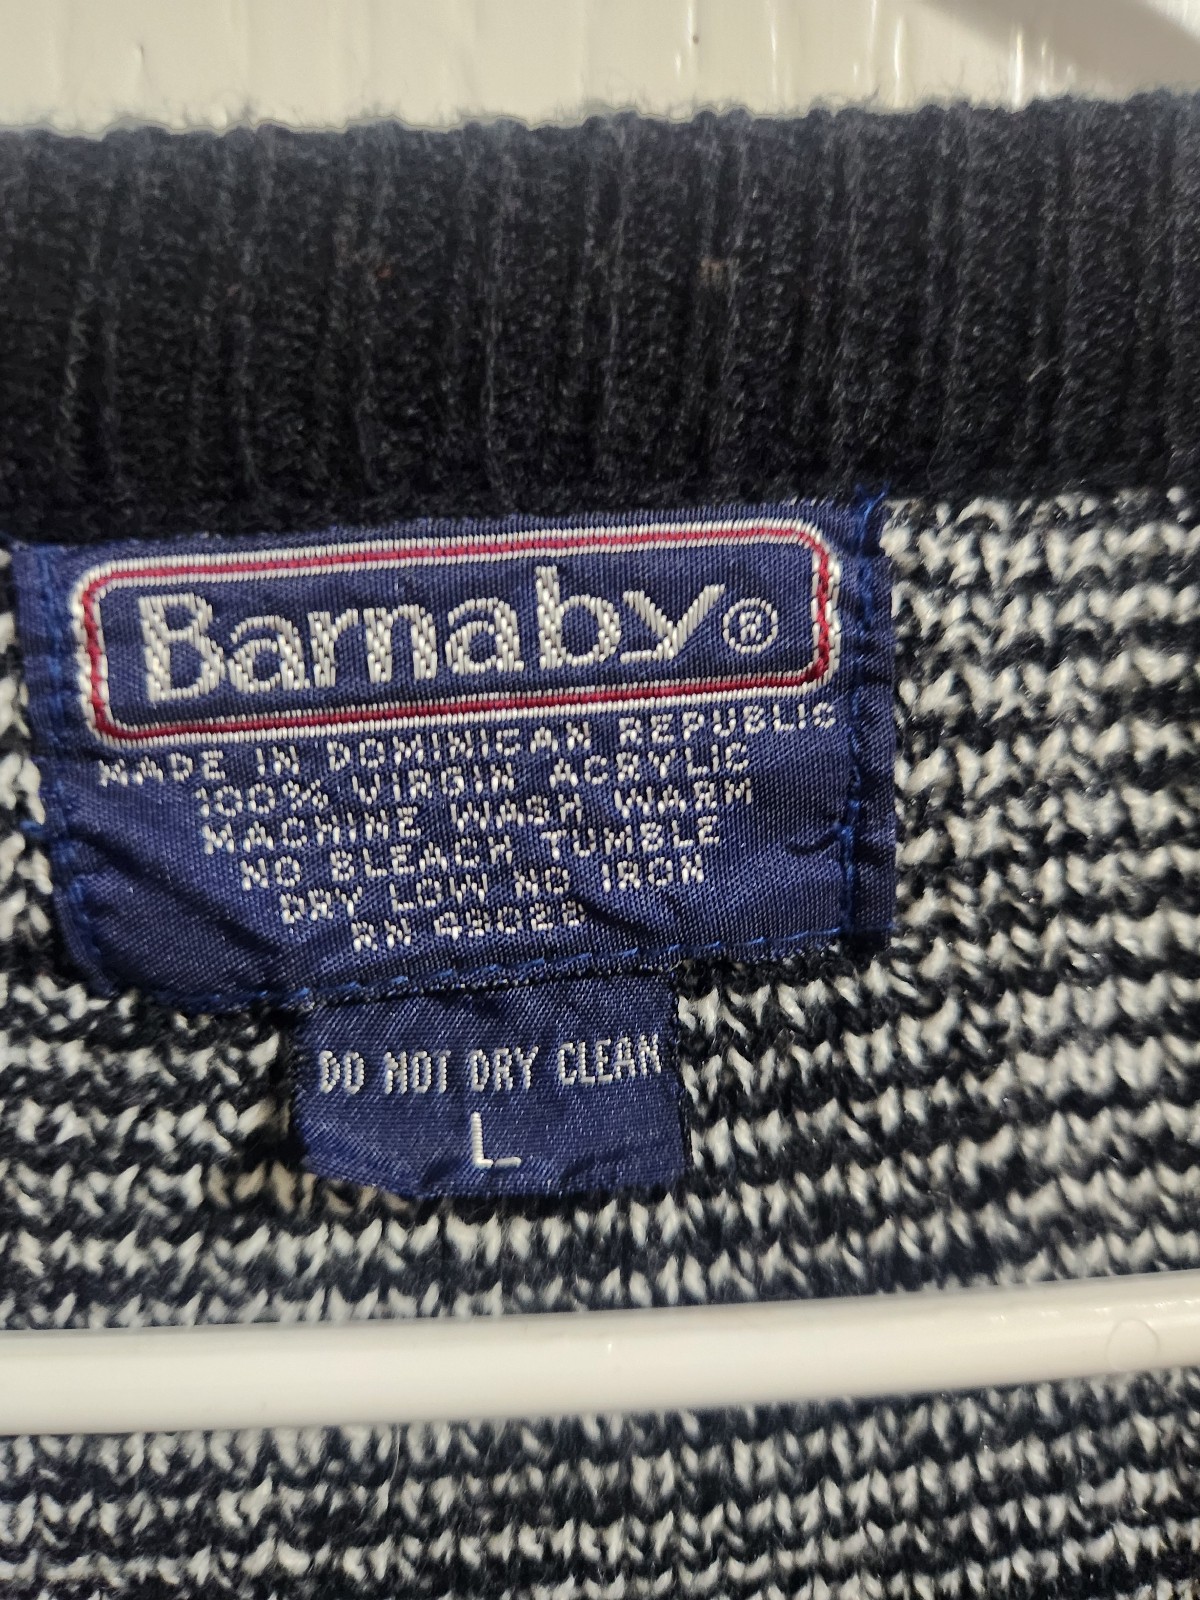 Barnaby®
MADE IN DOMINICAN REPUBLIC
100% VIRGIN ACRYLIC
MACHINE WASH WARM
NO BLEACH TUMBLE
DRY LOW NO IRON
RN
DO NOT DRY CLEAN
L